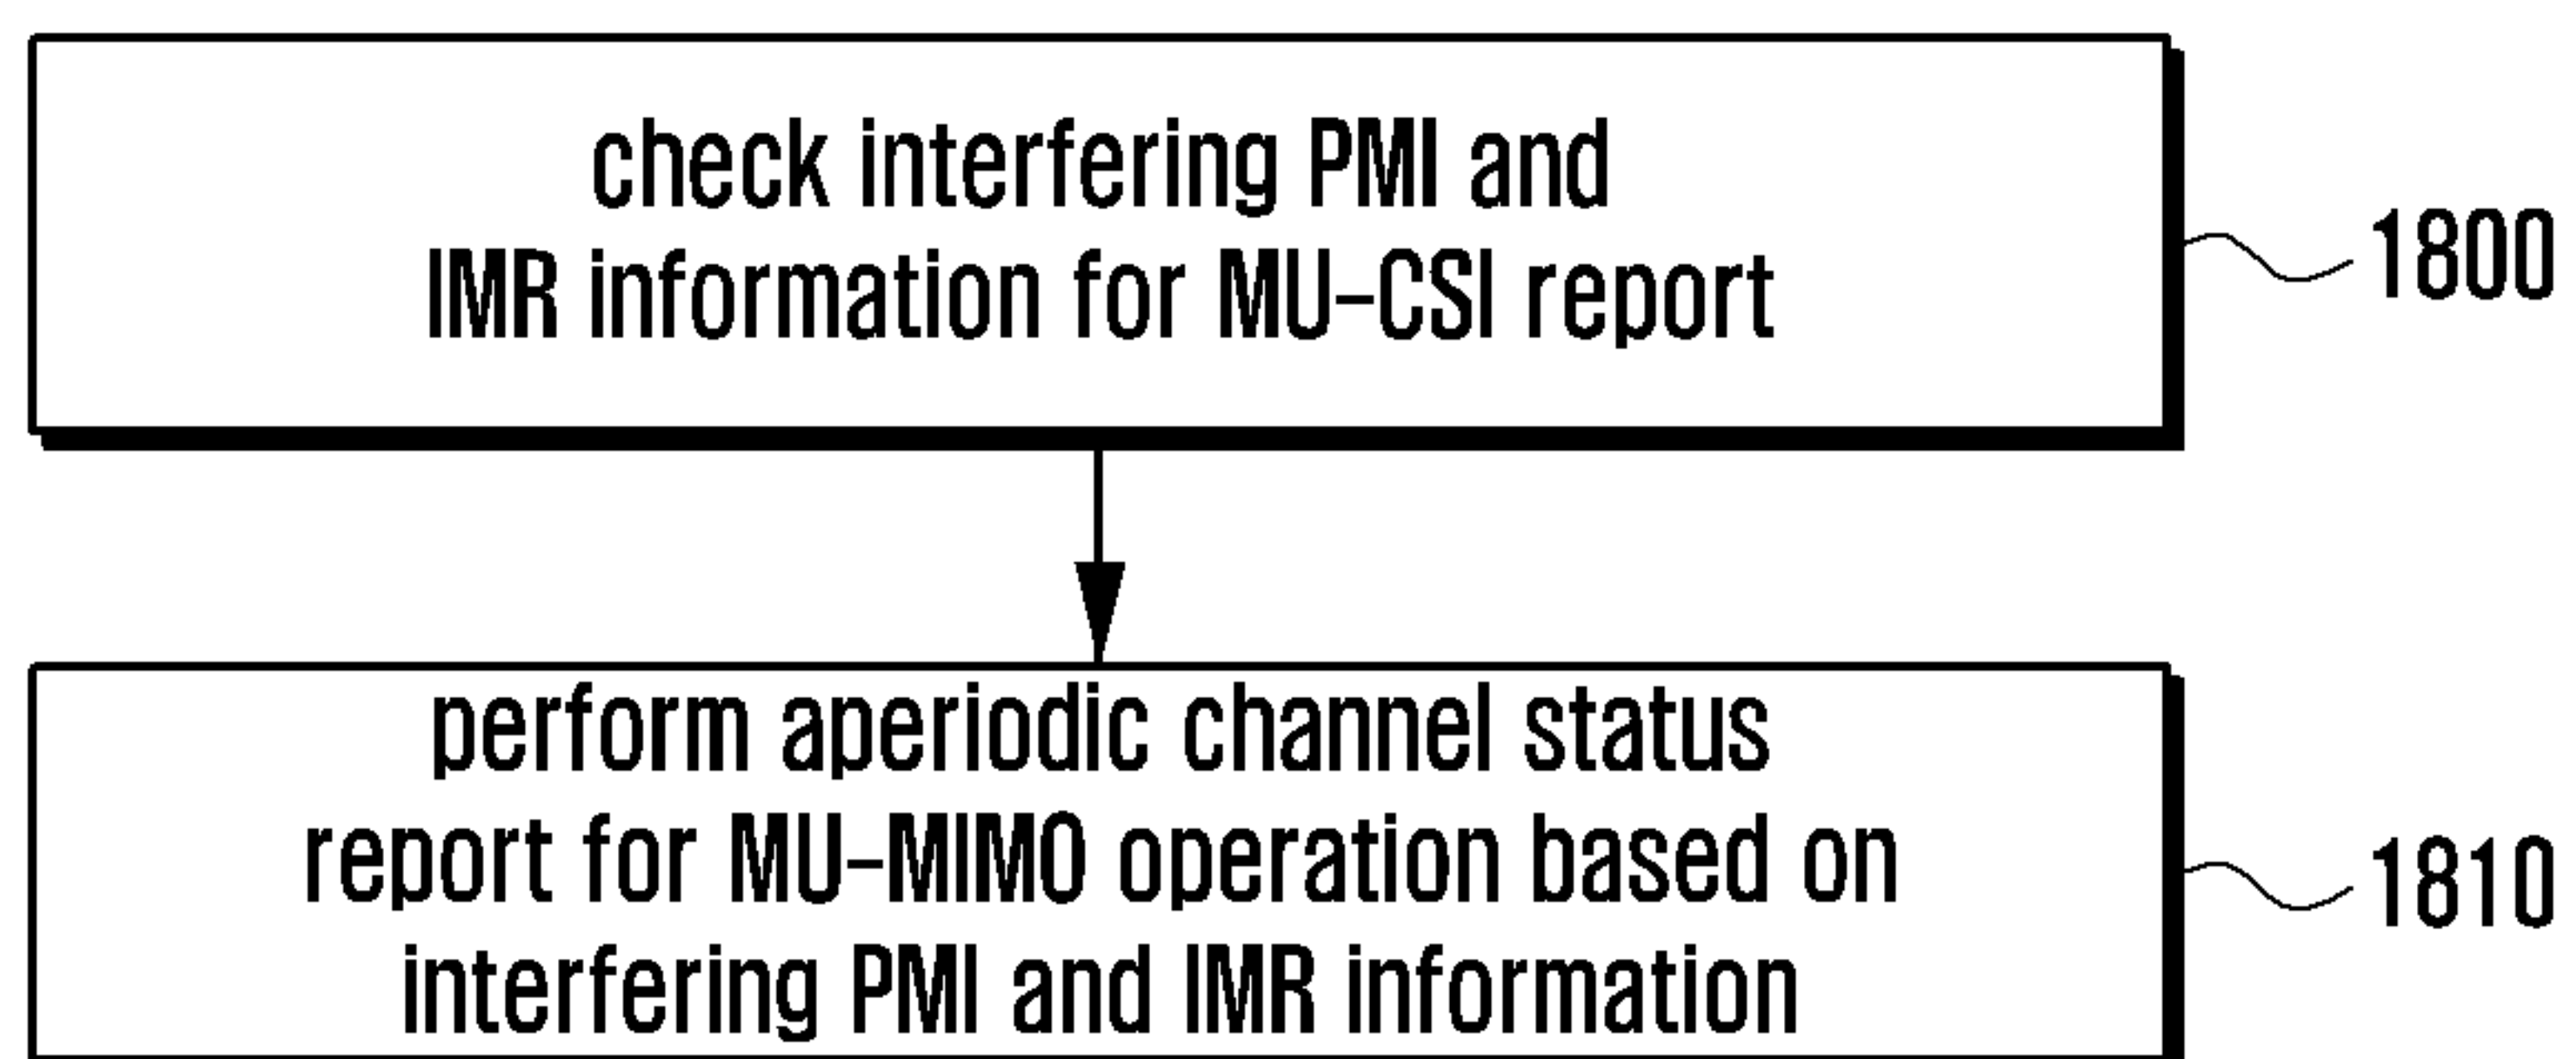 check interfering PMI and
IMR information for MU-CSI report
1800
perform aperiodic channel status
report for MU-MIMO operation based on
interfering PMI and IMR information
1810